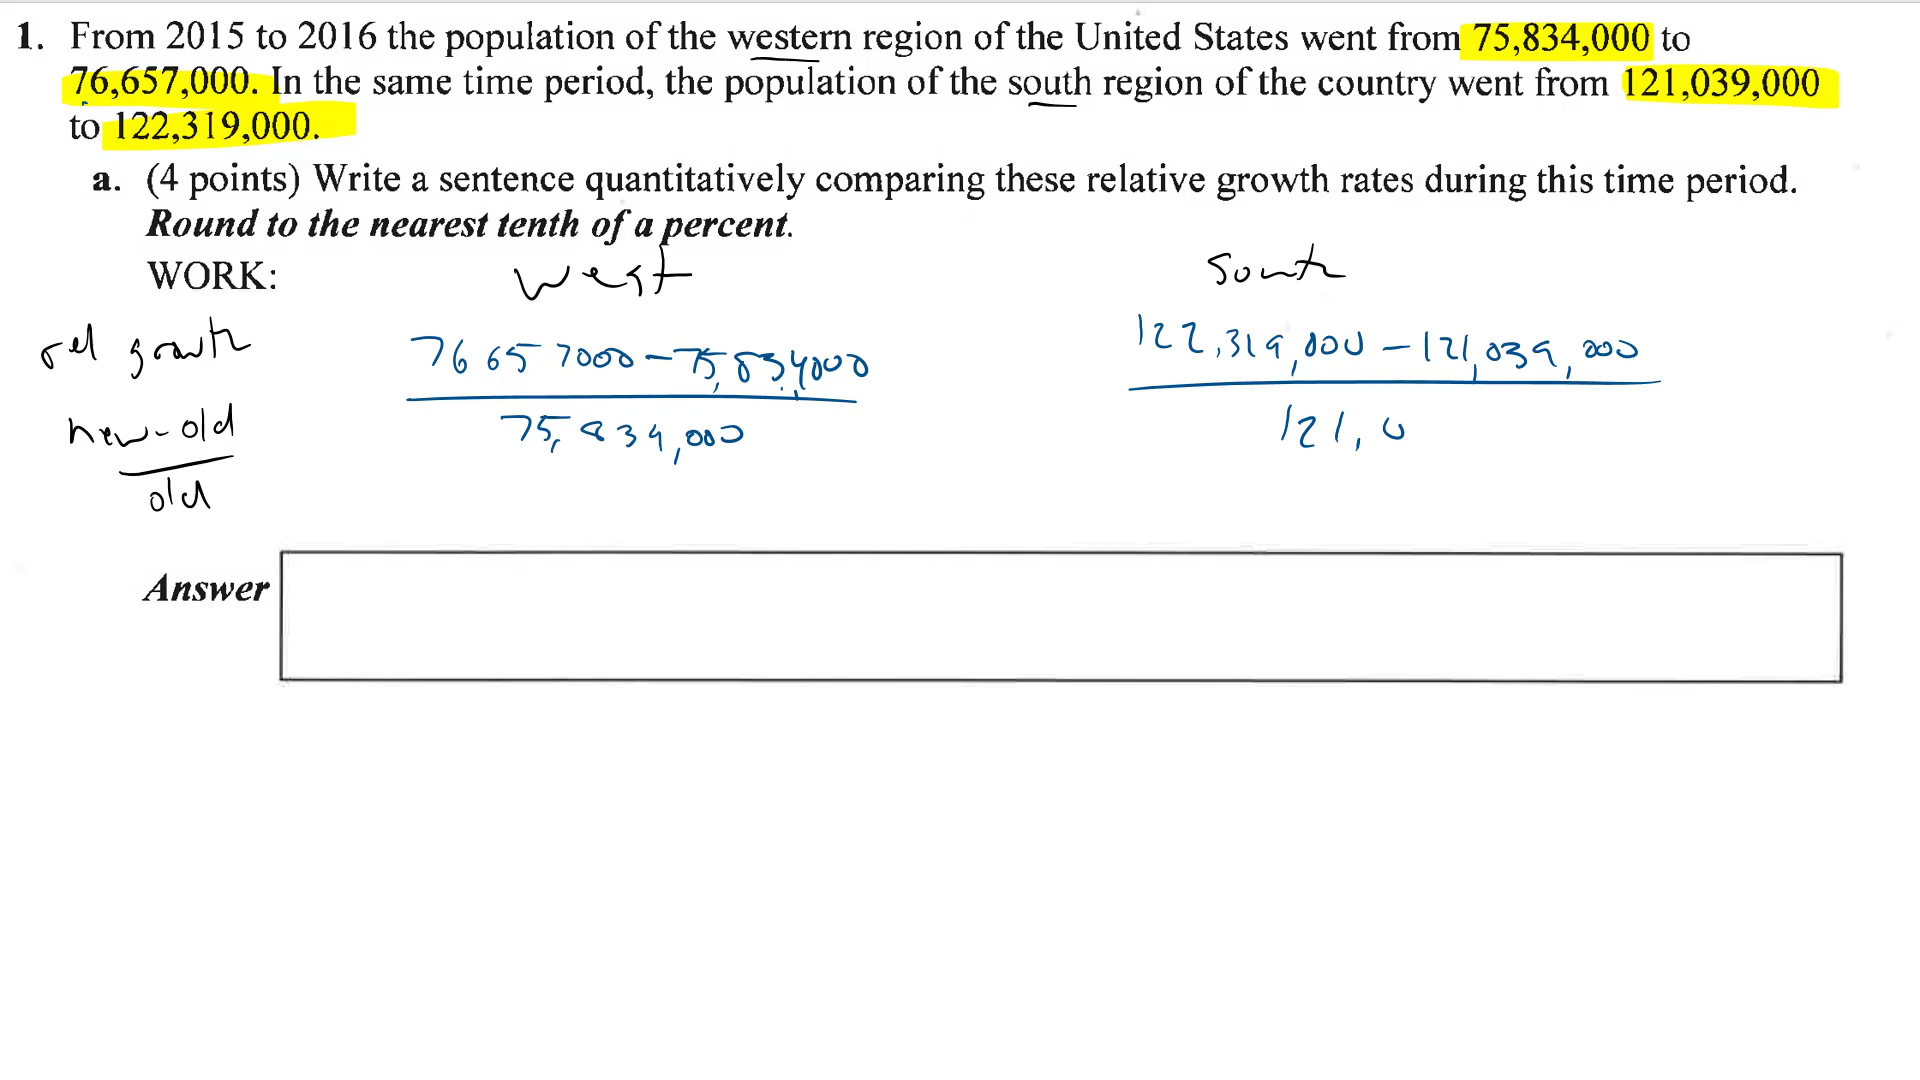 1. From 2015 to 2016 the population of the western region of the United States went from 75,834,000 to
76,657,000. In the same time period, the population of the south region of the country went from 121,039,000
to 122,319,000.
a. (4 points) Write a sentence quantitatively comparing these relative growth rates during this time period.
Round to the nearest tenth of a percent.
WORK:
west
south
rel growth
76657000 - 75,834,000
75,834,000
122,319,000 - 121,039,000
121,0
new - old
old
Answer